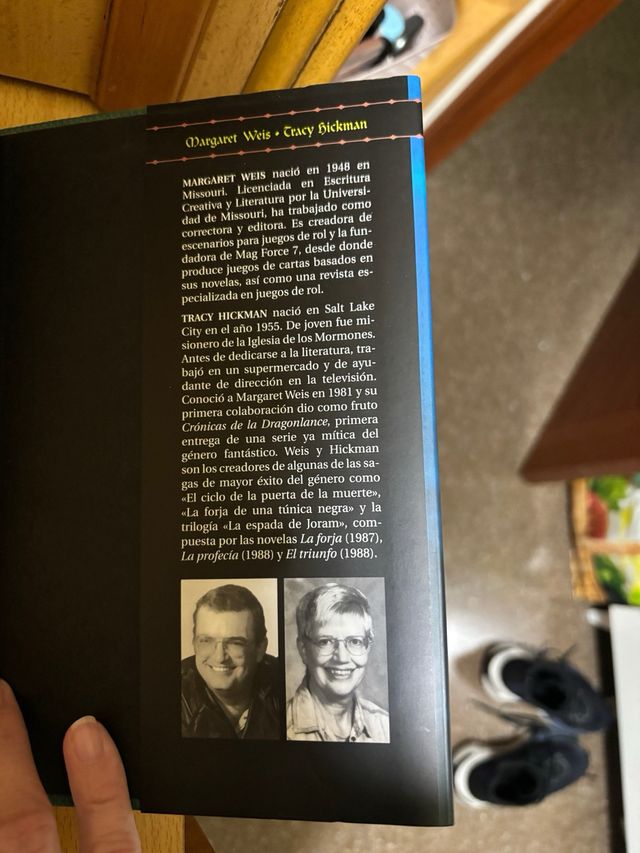 Margaret Weis • Tracy Hickman
MARGARET WEIS nació en 1948 en
Missouri. Licenciada en Escritura
Creativa y Literatura por la Universi-
dad de Missouri, ha trabajado como
correctora y editora. Es creadora de
escenarios para juegos de rol y la fun-
dadora de Mag Force 7, desde donde
produce juegos de cartas basados en
sus novelas, así como una revista es-
pecializada en juegos de rol.
TRACY HICKMAN nació en Salt Lake
City en el año 1955. De joven fue mi-
sionero de la Iglesia de los Mormones.
Antes de dedicarse a la literatura, tra-
bajó en un supermercado y de ayu-
dante de dirección en la televisión.
Conoció a Margaret Weis en 1981 y su
primera colaboración dio como fruto
Crónicas de la Dragonlance, primera
entrega de una serie ya mítica del
género fantástico. Weis y Hickman
son los creadores de algunas de las sa-
gas de mayor éxito del género como
«El ciclo de la puerta de la muerte»,
«La forja de una túnica negra» y la
trilogía «La espada de Joram», com-
puesta por las novelas La forja (1987),
La profecía (1988) y El triunfo (1988).